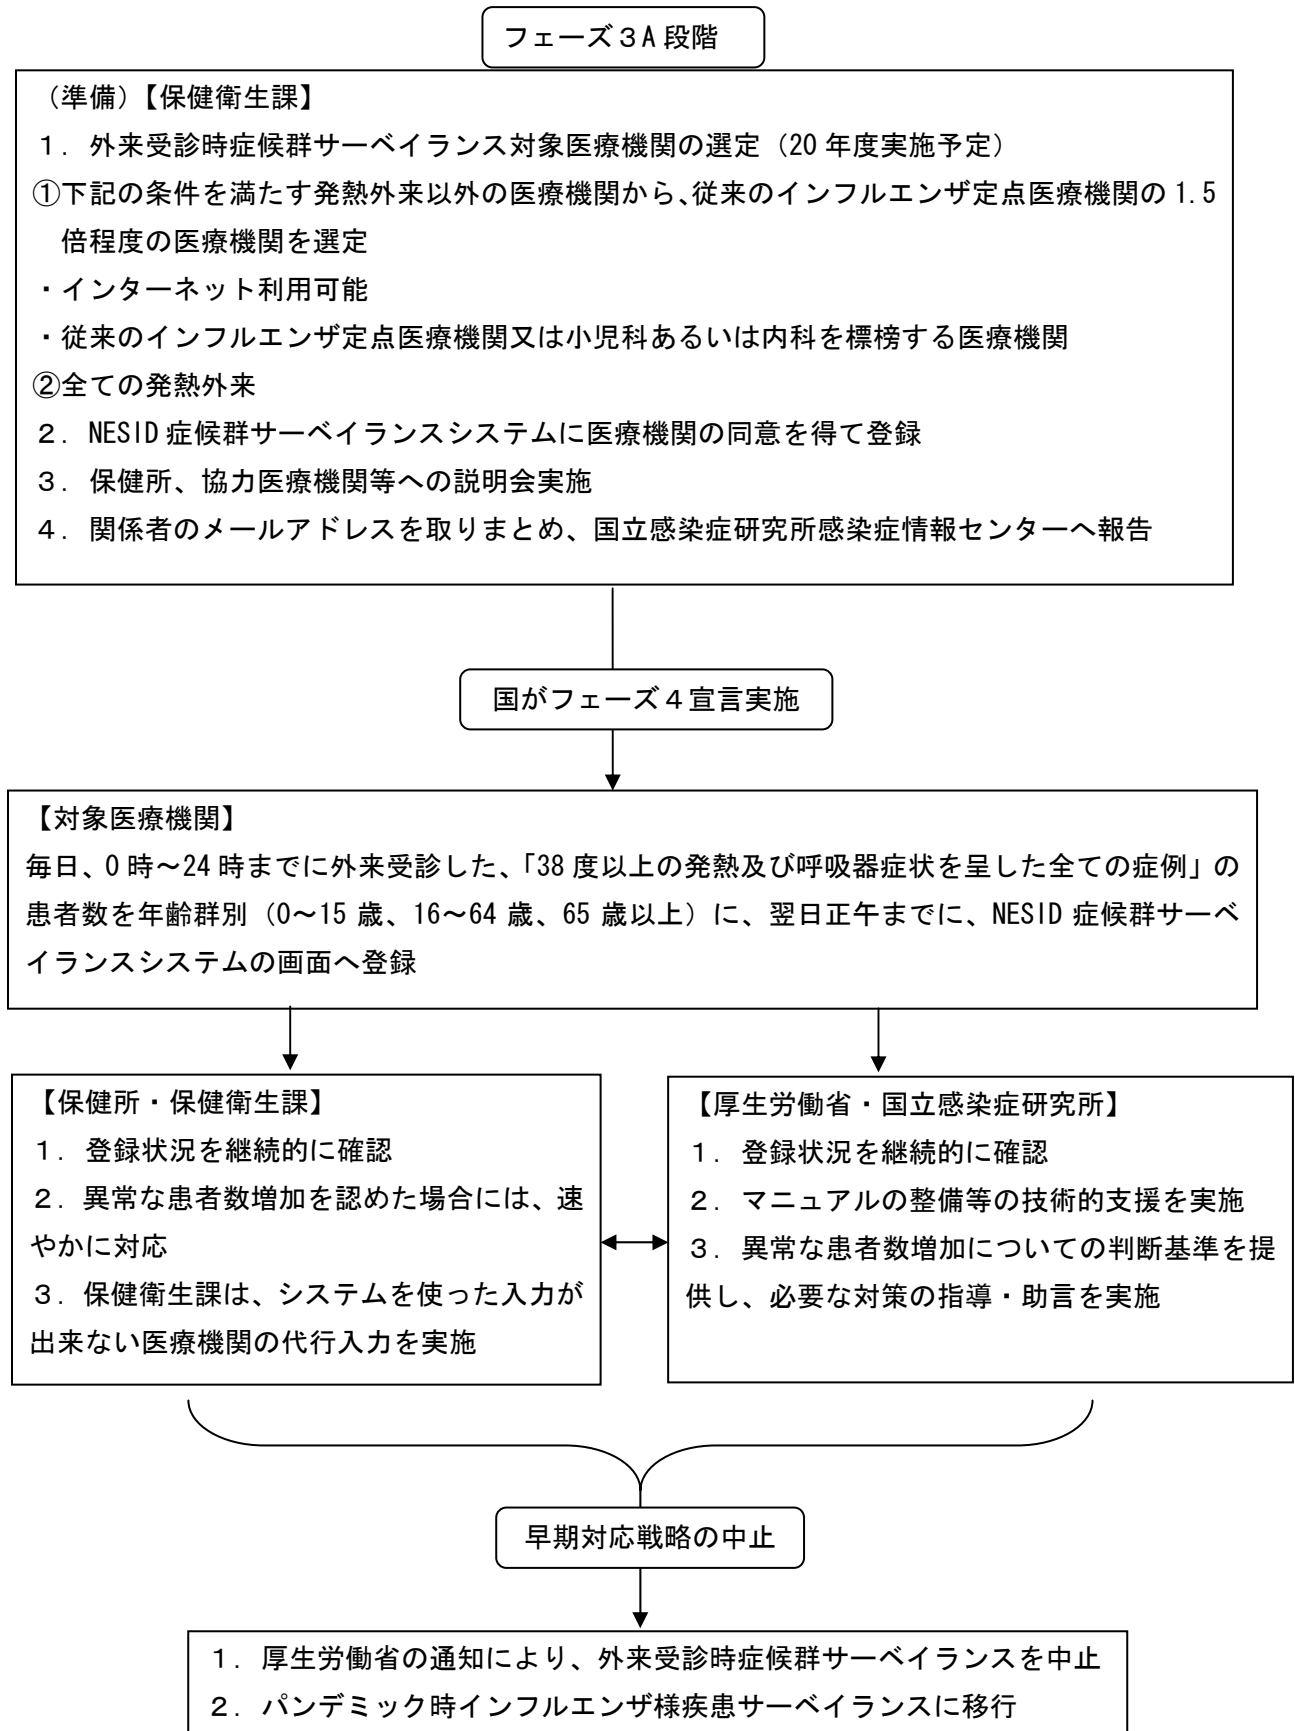 フェーズ３A段階
（準備）【保健衛生課】
１．外来受診時症候群サーベイランス対象医療機関の選定（20年度実施予定）
①下記の条件を満たす発熱外来以外の医療機関から、従来のインフルエンザ定点医療機関の1.5
倍程度の医療機関を選定
・インターネット利用可能
・従来のインフルエンザ定点医療機関又は小児科あるいは内科を標榜する医療機関
②全ての発熱外来
２．NESID症候群サーベイランスシステムに医療機関の同意を得て登録
３．保健所、協力医療機関等への説明会実施
４．関係者のメールアドレスを取りまとめ、国立感染症研究所感染症情報センターへ報告
国がフェーズ４宣言実施
【対象医療機関】
毎日、0時～24時までに外来受診した、「38度以上の発熱及び呼吸器症状を呈した全ての症例」の
患者数を年齢群別（0～15歳、16～64歳、65歳以上）に、翌日正午までに、NESID症候群サーベ
イランスシステムの画面へ登録
【保健所・保健衛生課】
１．登録状況を継続的に確認
２．異常な患者数増加を認めた場合には、速
やかに対応
３．保健衛生課は、システムを使った入力が
出来ない医療機関の代行入力を実施
【厚生労働省・国立感染症研究所】
１．登録状況を継続的に確認
２．マニュアルの整備等の技術的支援を実施
３．異常な患者数増加についての判断基準を提
供し、必要な対策の指導・助言を実施
早期対応戦略の中止
１．厚生労働省の通知により、外来受診時症候群サーベイランスを中止
２．パンデミック時インフルエンザ様疾患サーベイランスに移行